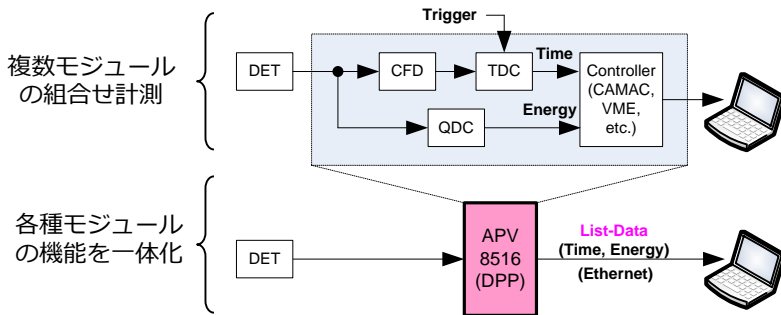 Trigger
複数モジュール
の組合せ計測
DET
CFD
TDC
Time
QDC
Energy
Controller
(CAMAC,
VME,
etc.)
各種モジュール
の機能を一体化
DET
APV
8516
(DPP)
List-Data
(Time, Energy)
(Ethernet)